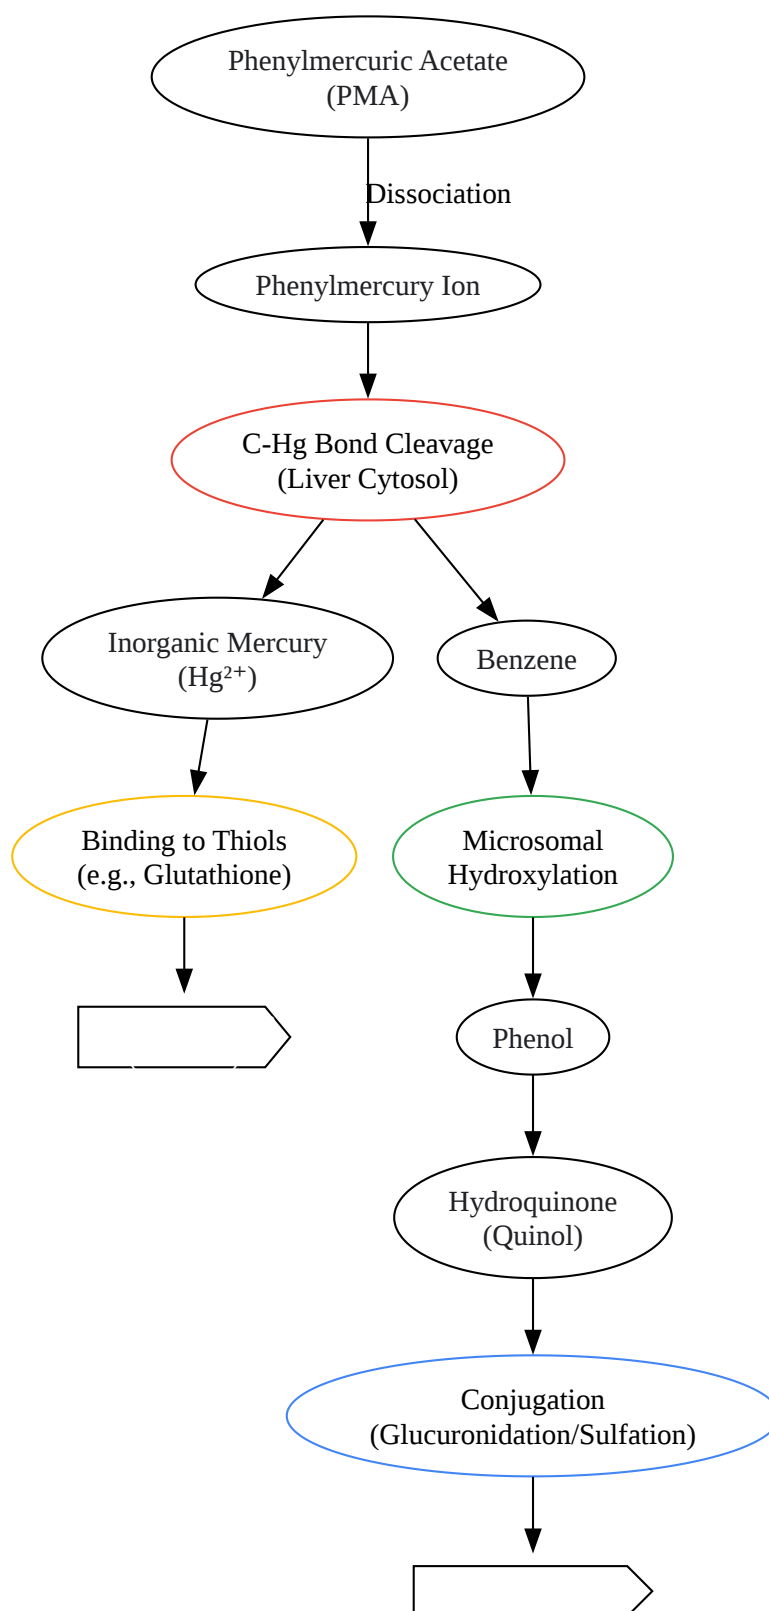 Phenylmercuric Acetate
(PMA)
Dissociation
Phenylmercury Ion
C-Hg Bond Cleavage
(Liver Cytosol)
Inorganic Mercury
(Hg²⁺)
Benzene
Binding to Thiols
(e.g., Glutathione)
Microsomal
Hydroxylation
Phenol
Hydroquinone
(Quinol)
Conjugation
(Glucuronidation/Sulfation)